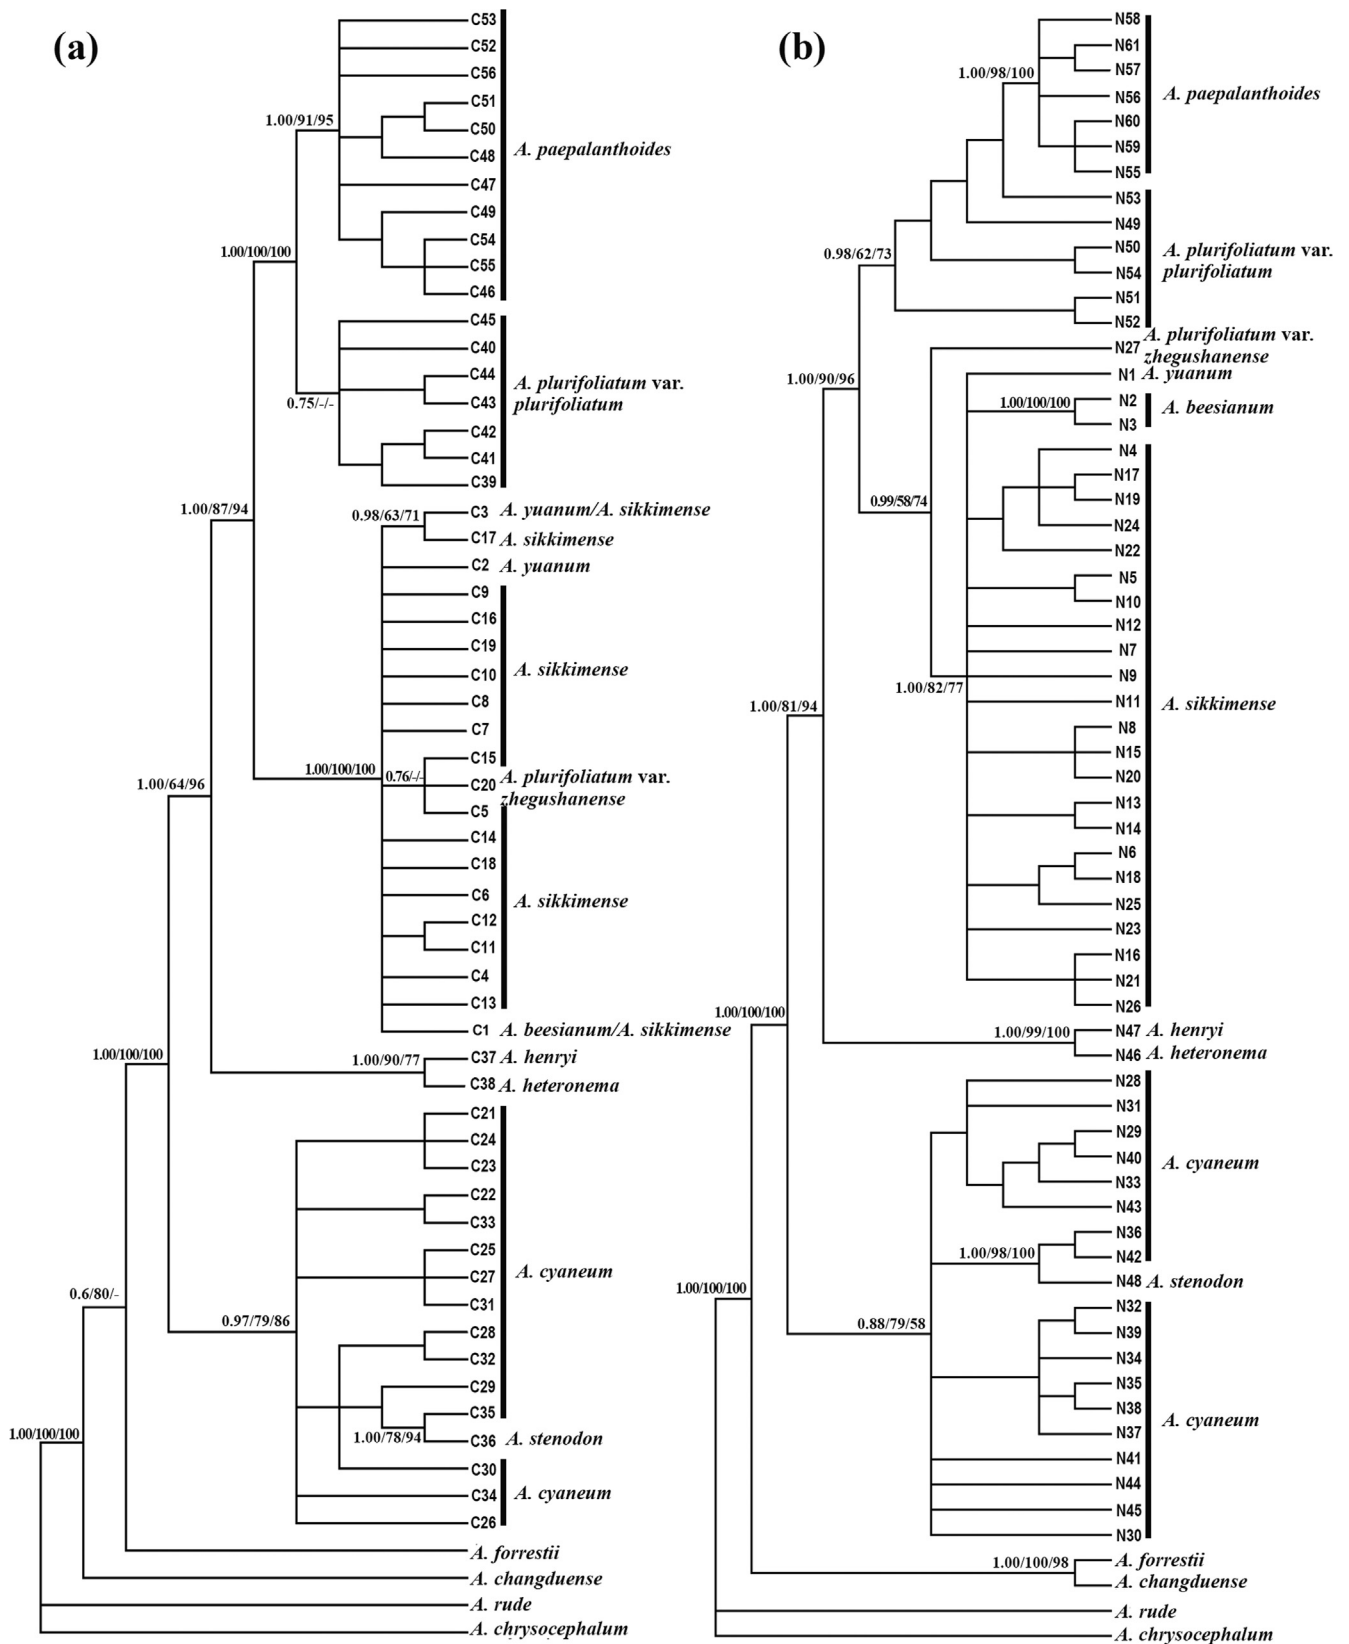 (a)
C53
C52
C56
C51
1.00/91/95
C50
C48
A. paepalanthoides
C47
C49
C54
1.00/100/100
C55
C46
C45
C40
C44
A. plurifoliatum var.
plurifoliatum
C43
0.75/-/-
C42
C41
C39
1.00/87/94
0.98/63/71
C3 A. yuanum/A. sikkimense
C17 A. sikkimense
C2 A. yuanum
C9
C16
C19
C10
A. sikkimense
C8
C7
C15
1.00/100/100
0.76/-/-
C20 A. plurifoliatum var.
zhegushanense
1.00/64/96
C5
C14
C18
C6
A. sikkimense
C12
C11
C4
C13
C1 A. beesianum/A. sikkimense
1.00/100/100
1.00/90/77
C37 A. henryi
C38 A. heteronema
C21
C24
C23
C22
C33
C25
C27
A. cyaneum
0.6/80/-
C31
0.97/79/86
C28
C32
C29
C35
1.00/100/100
1.00/78/94
C36 A. stenodon
C30
C34
A. cyaneum
C26
A. forrestii
A. changduense
A. rude
A. chrysocephalum
(b)
N58
N61
1.00/98/100
N57
N56
A. paepalanthoides
N60
N59
N55
N53
N49
0.98/62/73
N50
A. plurifoliatum var.
plurifoliatum
N54
N51
N52
N27 A. plurifoliatum var.
zhegushanense
1.00/90/96
N1 A. yuanum
1.00/100/100
N2
A. beesianum
N3
N4
N17
0.99/58/74
N19
N24
N22
N5
N10
N12
N7
N9
1.00/82/77
1.00/81/94
N11
A. sikkimense
N8
N15
N20
N13
N14
N6
N18
N25
N23
N16
N21
N26
1.00/100/100
1.00/99/100
N47 A. henryi
N46 A. heteronema
N28
N31
N29
N40
A. cyaneum
N33
N43
N36
1.00/98/100
N42
N48 A. stenodon
1.00/100/100
N32
0.88/79/58
N39
N34
N35
N38
A. cyaneum
N37
N41
N44
N45
N30
1.00/100/98
A. forrestii
A. changduense
A. rude
A. chrysocephalum